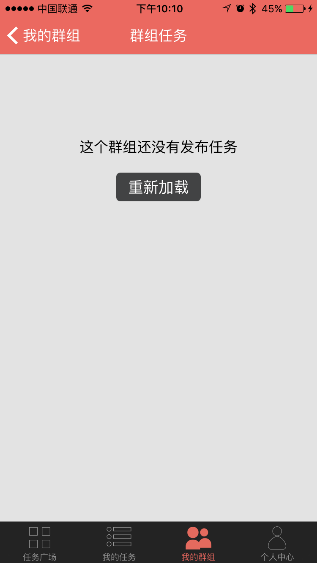 中国联通 下午10:10 45%
我的群组 群组任务
这个群组还没有发布任务
重新加载
任务广场 我的任务 我的群组 个人中心